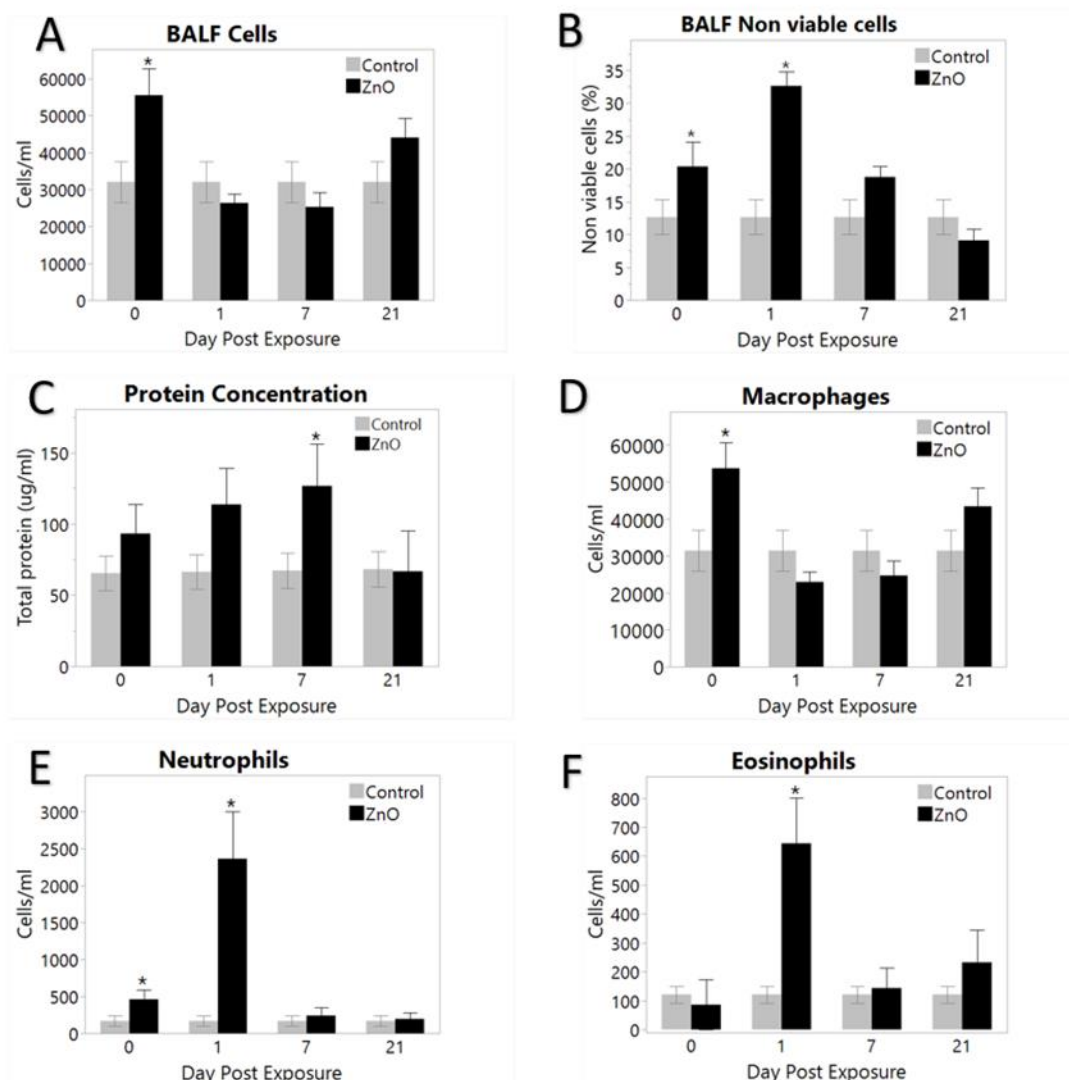 A
BALF Cells
*
Control
ZnO
60000
50000
40000
30000
20000
10000
0
Cells/ml
0 1 7 21
Day Post Exposure
B
BALF Non viable cells
*
*
Control
ZnO
35
30
25
20
15
10
5
0
Non viable cells (%)
0 1 7 21
Day Post Exposure
C
Protein Concentration
*
Control
ZnO
150
100
50
0
Total protein (ug/ml)
0 1 7 21
Day Post Exposure
D
Macrophages
*
Control
ZnO
60000
50000
40000
30000
20000
10000
0
Cells/ml
0 1 7 21
Day Post Exposure
E
Neutrophils
*
*
Control
ZnO
3000
2500
2000
1500
1000
500
0
Cells/ml
0 1 7 21
Day Post Exposure
F
Eosinophils
*
Control
ZnO
800
700
600
500
400
300
200
100
0
Cells/ml
0 1 7 21
Day Post Exposure